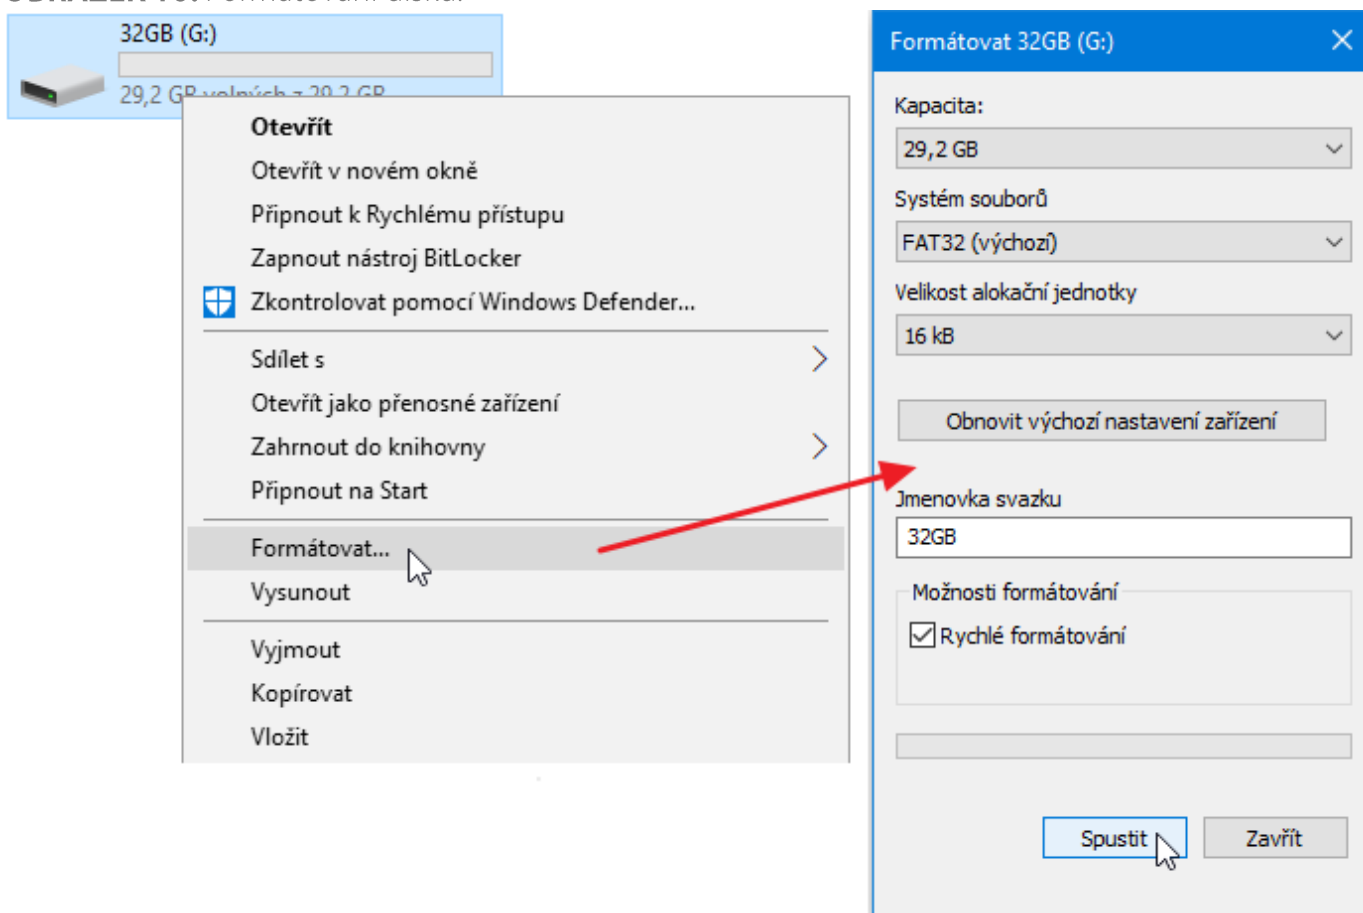 32GB (G:)
Otevřít
Otevřít v novém okně
Připnout k Rychlému přístupu
Zapnout nástroj BitLocker
Zkontrolovat pomocí Windows Defender...
Sdílet s
Otevřít jako přenosné zařízení
Zahrnout do knihovny
Připnout na Start
Formátovat...
Vysunout
Vyjmout
Kopírovat
Vložit
Formátovat 32GB (G:)
Kapacita:
29,2 GB
Systém souborů
FAT32 (výchozí)
Velikost alokační jednotky
16 kB
Obnovit výchozí nastavení zařízení
Jmenovka svazku
32GB
Možnosti formátování
Rychlé formátování
Spustit
Zavřít